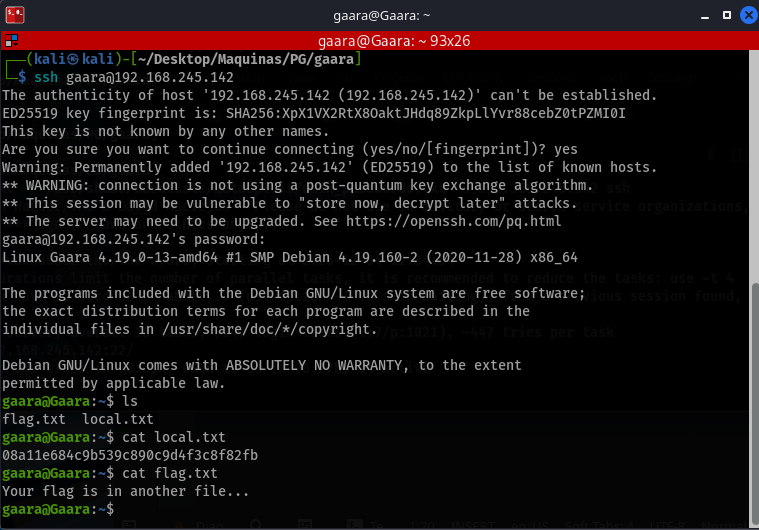 gaara@Gaara: ~
gaara@Gaara: ~ 93x26
┌──(kali㉿kali)-[~/Desktop/Maquinas/PG/gaara]
└─$ ssh gaara@192.168.245.142
The authenticity of host '192.168.245.142 (192.168.245.142)' can't be established.
ED25519 key fingerprint is: SHA256:XpX1VX2RtX8OaktJHdq89ZkpLlYvr88cebZ0tPZMI0I
This key is not known by any other names.
Are you sure you want to continue connecting (yes/no/[fingerprint])? yes
Warning: Permanently added '192.168.245.142' (ED25519) to the list of known hosts.
** WARNING: connection is not using a post-quantum key exchange algorithm.
** This session may be vulnerable to "store now, decrypt later" attacks.
** The server may need to be upgraded. See https://openssh.com/pq.html
gaara@192.168.245.142's password:
Linux Gaara 4.19.0-13-amd64 #1 SMP Debian 4.19.160-2 (2020-11-28) x86_64

The programs included with the Debian GNU/Linux system are free software;
the exact distribution terms for each program are described in the
individual files in /usr/share/doc/*/copyright.

Debian GNU/Linux comes with ABSOLUTELY NO WARRANTY, to the extent
permitted by applicable law.
gaara@Gaara:~$ ls
flag.txt  local.txt
gaara@Gaara:~$ cat local.txt
08a11e684c9b539c890c9d4f3c8f82fb
gaara@Gaara:~$ cat flag.txt
Your flag is in another file...
gaara@Gaara:~$